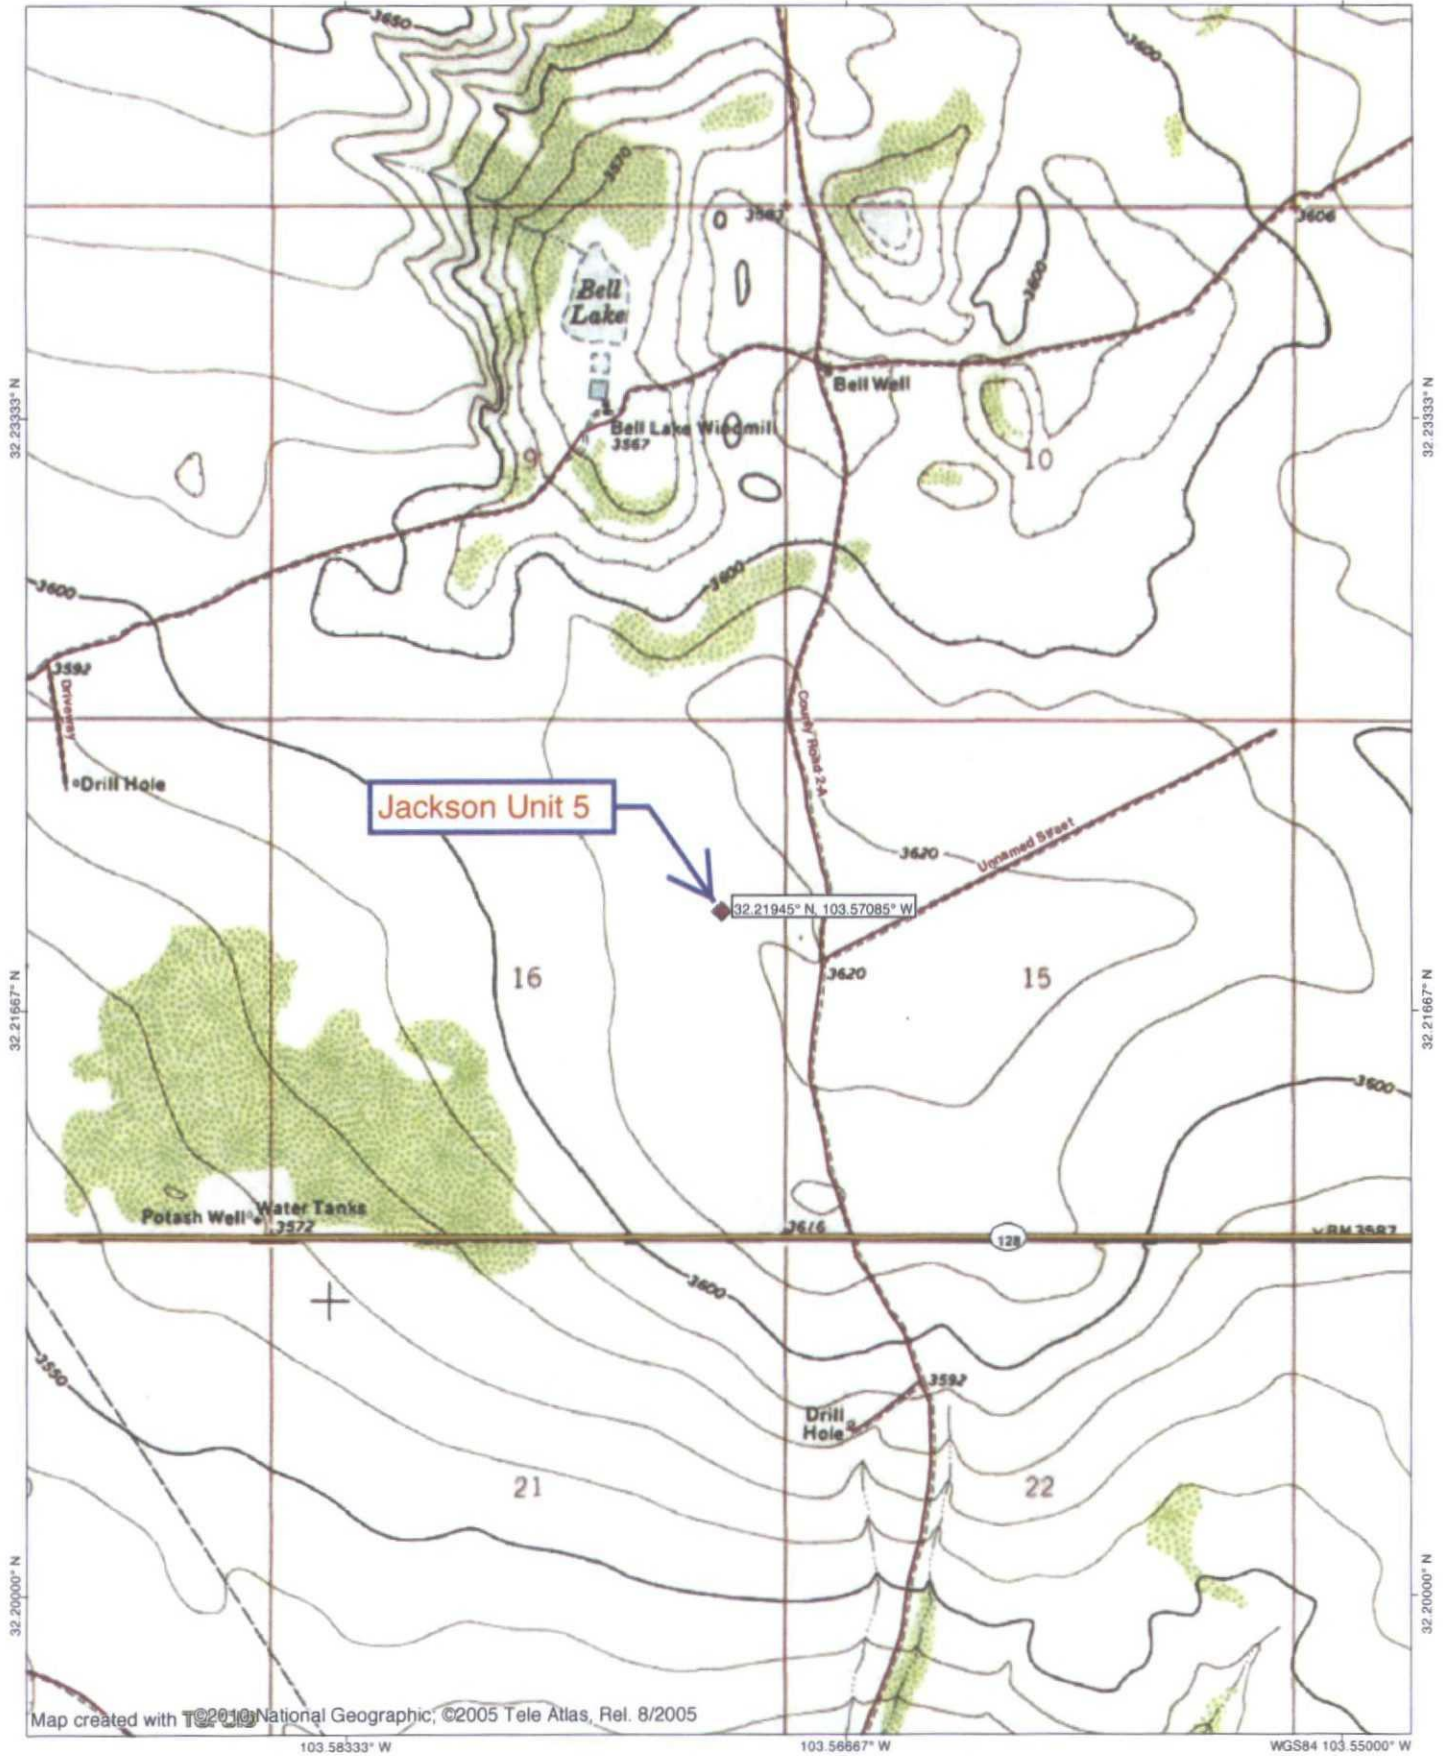 3650
3600
3570
3606
3600
Bell
Lake
Bell Well
Bell Lake Windmill
3567
9
10
32.23333° N
32.23333° N
3600
3600
3592
Driveway
County Road 2-A
Drill Hole
Jackson Unit 5
3620
Unnamed Street
32.21945° N, 103.57085° W
16
3620
15
32.21667° N
32.21667° N
3600
Potash Well
Water Tanks
3572
3616
128
BM 3587
3600
3550
3592
Drill
Hole
21
22
32.20000° N
32.20000° N
Map created with
©2010 National Geographic; ©2005 Tele Atlas, Rel. 8/2005
103.58333° W
103.56667° W
WGS84 103.55000° W